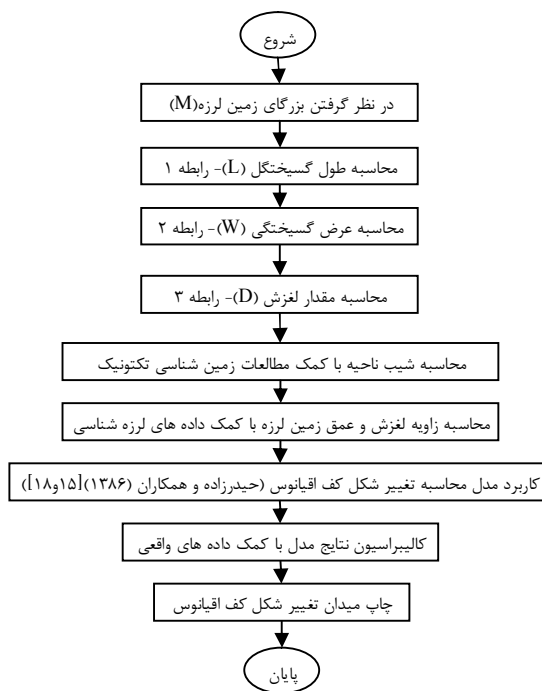 شروع
در نظر گرفتن بزرگای زمین لرزه(M)
محاسبه طول گسیختگل (L)- رابطه ۱
محاسبه عرض گسیختگی (W)- رابطه ۲
محاسبه مقدار لغزش (D)- رابطه ۳
محاسبه شیب ناحیه با کمک مطالعات زمین شناسی تکتونیک
محاسبه زاویه لغزش و عمق زمین لرزه با کمک داده های لرزه شناسی
کاربرد مدل محاسبه تغییر شکل کف اقیانوس (حیدرزاده و همکاران (۱۳۸۶)[۱۵و۱۸])
کالیبراسیون نتایج مدل با کمک داده های واقعی
چاپ میدان تغییر شکل کف اقیانوس
پایان